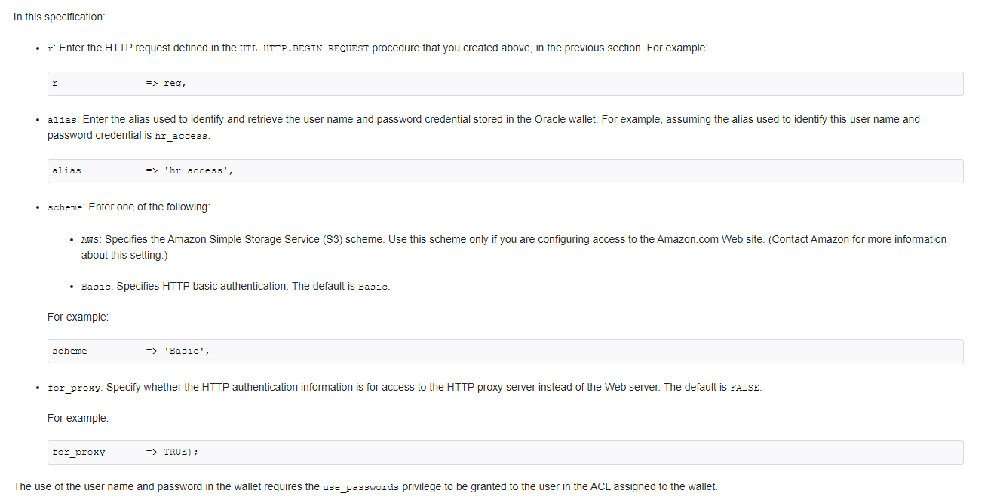 In this specification:
• r: Enter the HTTP request defined in the UTL_HTTP.BEGIN_REQUEST procedure that you created above, in the previous section. For example:
r => req,
• alias: Enter the alias used to identify and retrieve the user name and password credential stored in the Oracle wallet. For example, assuming the alias used to identify this user name and
password credential is hr_access.
alias => 'hr_access',
• scheme: Enter one of the following:
• AWS: Specifies the Amazon Simple Storage Service (S3) scheme. Use this scheme only if you are configuring access to the Amazon.com Web site. (Contact Amazon for more information
about this setting.)
• Basic: Specifies HTTP basic authentication. The default is Basic.
For example:
scheme => 'Basic',
• for_proxy: Specify whether the HTTP authentication information is for access to the HTTP proxy server instead of the Web server. The default is FALSE.
For example:
for_proxy => TRUE);
The use of the user name and password in the wallet requires the use_passwords privilege to be granted to the user in the ACL assigned to the wallet.